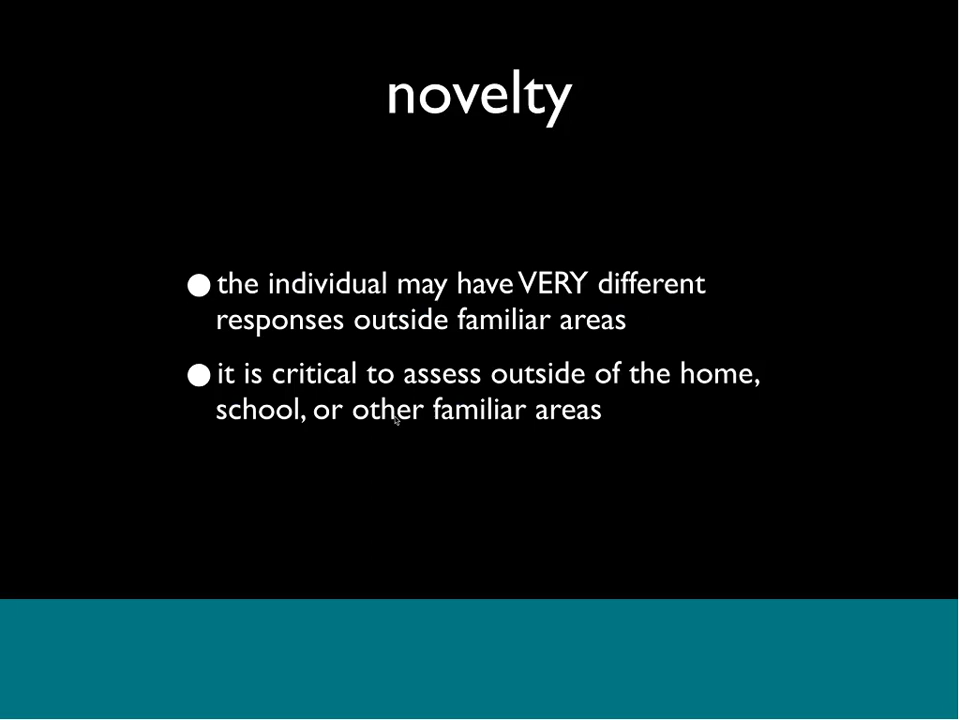 novelty
●the individual may have VERY different
responses outside familiar areas
●it is critical to assess outside of the home,
school, or other familiar areas